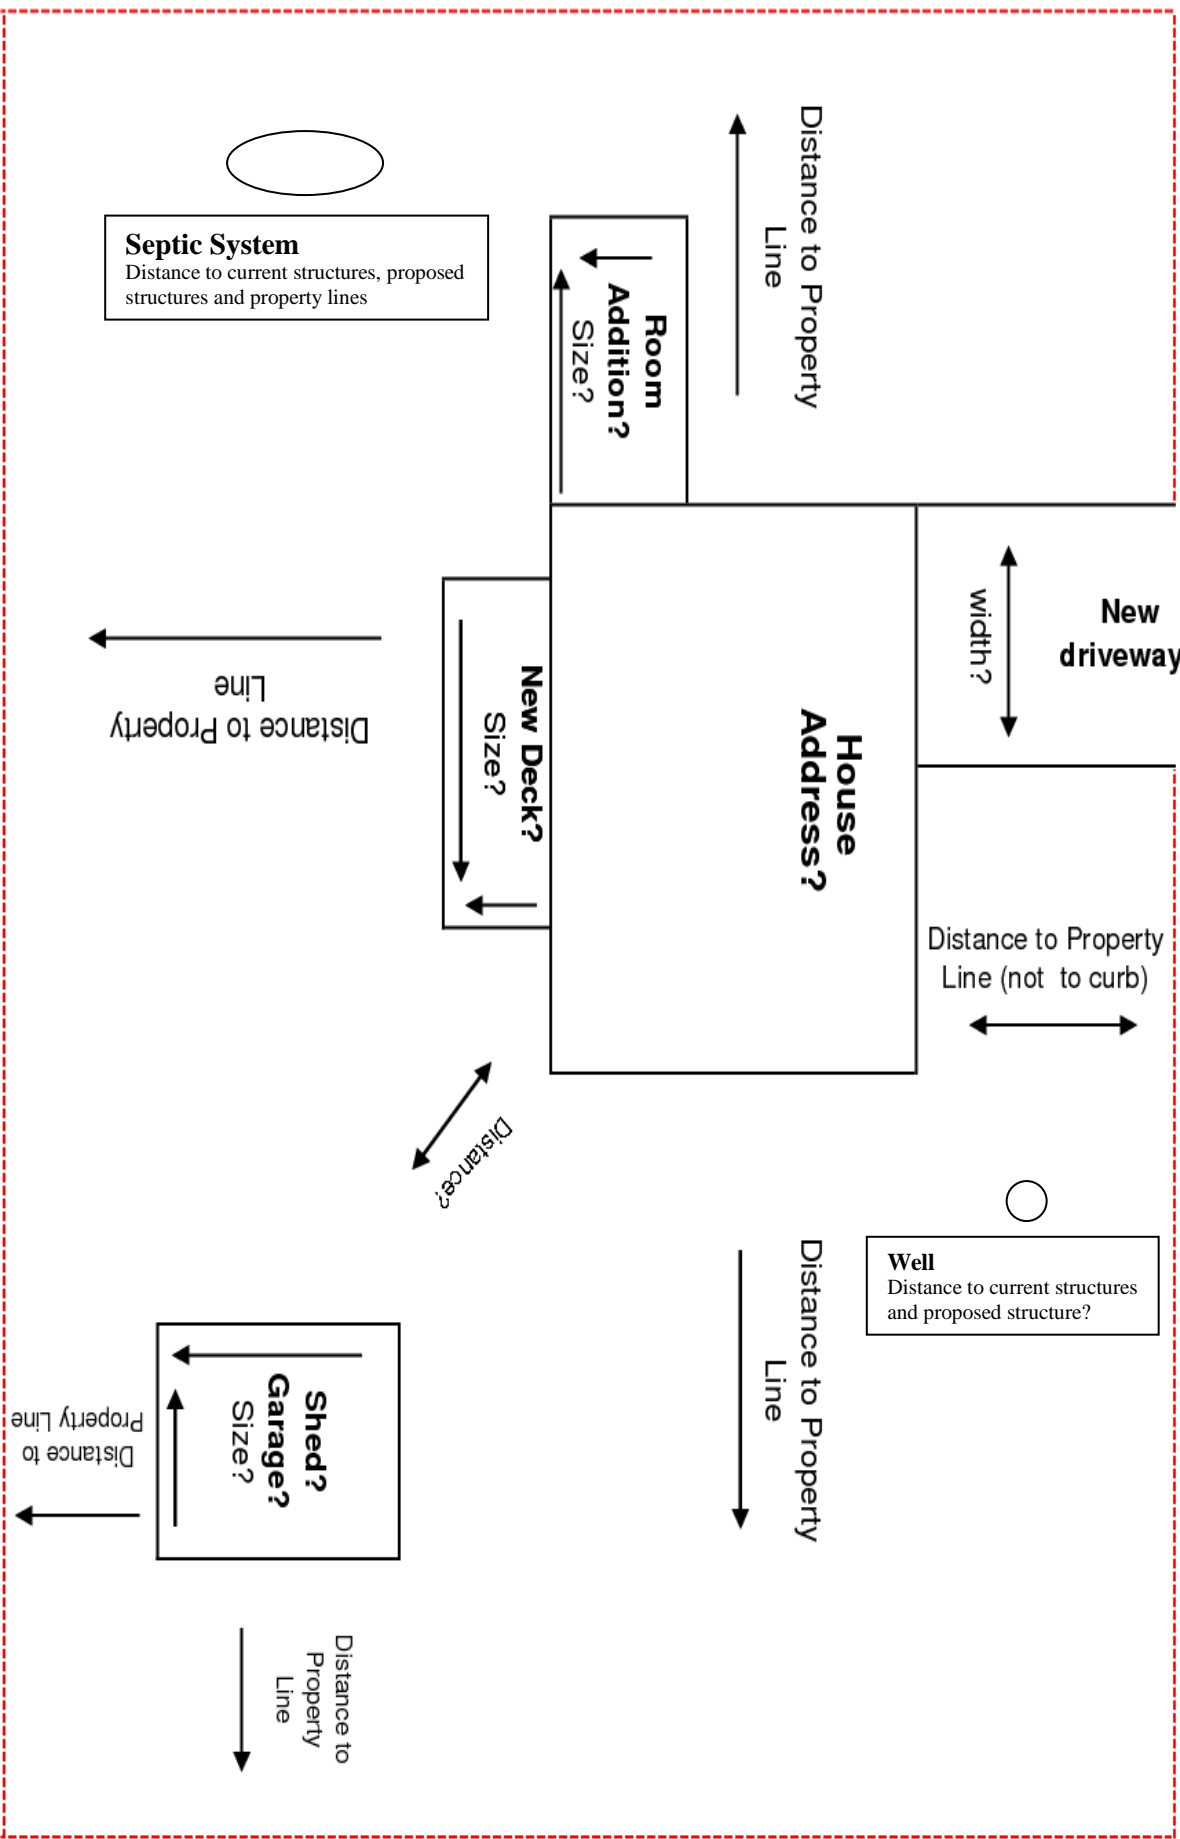 Distance to Property
Line
Septic System
Distance to current structures, proposed
structures and property lines
Room
Addition?
Size?
New
driveway
width?
Distance to Property
Line
New Deck?
Size?
House
Address?
Distance to Property
Line (not to curb)
Distance?
Well
Distance to current structures
and proposed structure?
Distance to Property
Line
Shed?
Garage?
Size?
Distance to
Property Line
Distance to
Property
Line